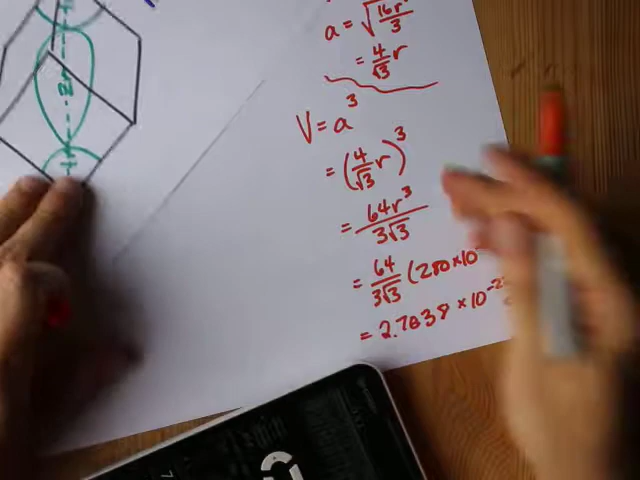 a = √(16r²/3)
= 4/√3 r
V = a³
= (4/√3 r)³
= 64r³/3√3
= 64/3√3 (280×10
= 2.7038 × 10⁻²